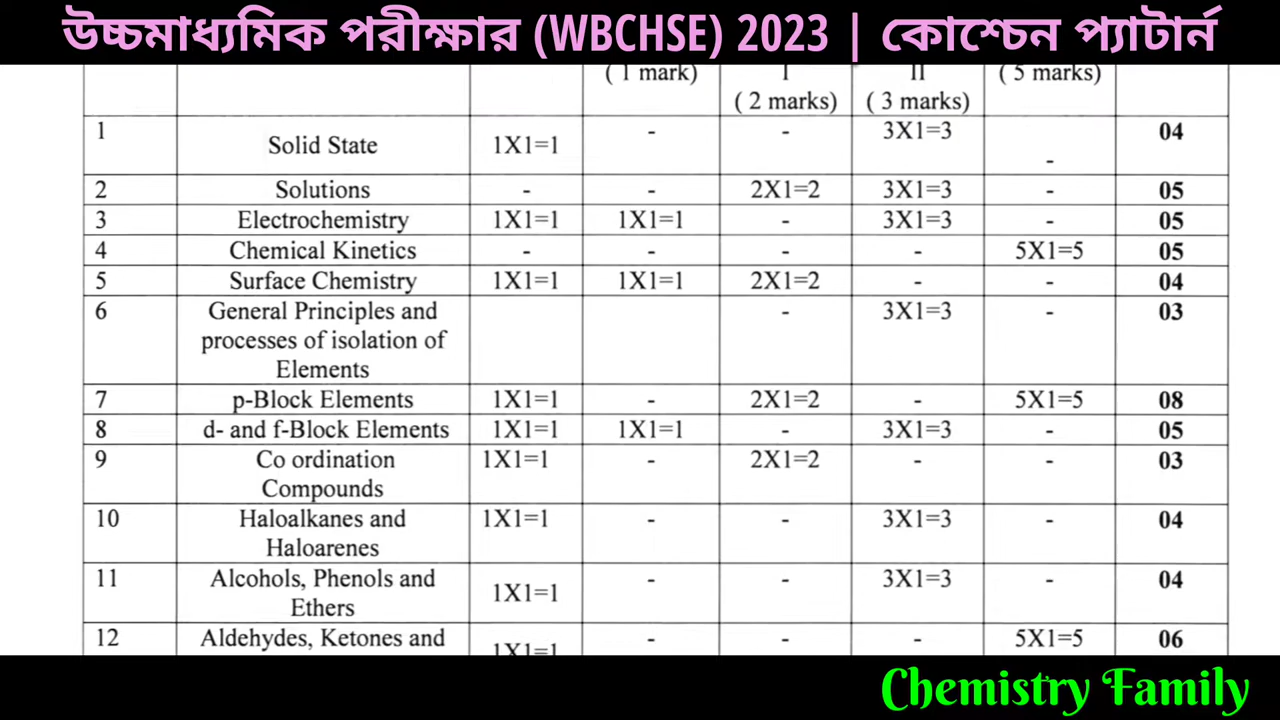 উচ্চমাধ্যমিক পরীক্ষার (WBCHSE) 2023 | কোশ্চেন প্যাটার্ন
( 1 mark) I II ( 5 marks)
( 2 marks) ( 3 marks)
1 Solid State 1X1=1 - - 3X1=3 - 04
2 Solutions - - 2X1=2 3X1=3 - 05
3 Electrochemistry 1X1=1 1X1=1 - 3X1=3 - 05
4 Chemical Kinetics - - - - 5X1=5 05
5 Surface Chemistry 1X1=1 1X1=1 2X1=2 - - 04
6 General Principles and - 3X1=3 - 03
processes of isolation of
Elements
7 p-Block Elements 1X1=1 - 2X1=2 - 5X1=5 08
8 d- and f-Block Elements 1X1=1 1X1=1 - 3X1=3 - 05
9 Co ordination 1X1=1 - 2X1=2 - - 03
Compounds
10 Haloalkanes and 1X1=1 - - 3X1=3 - 04
Haloarenes
11 Alcohols, Phenols and 1X1=1 - - 3X1=3 - 04
Ethers
12 Aldehydes, Ketones and 1X1=1 - - - 5X1=5 06
Chemistry Family